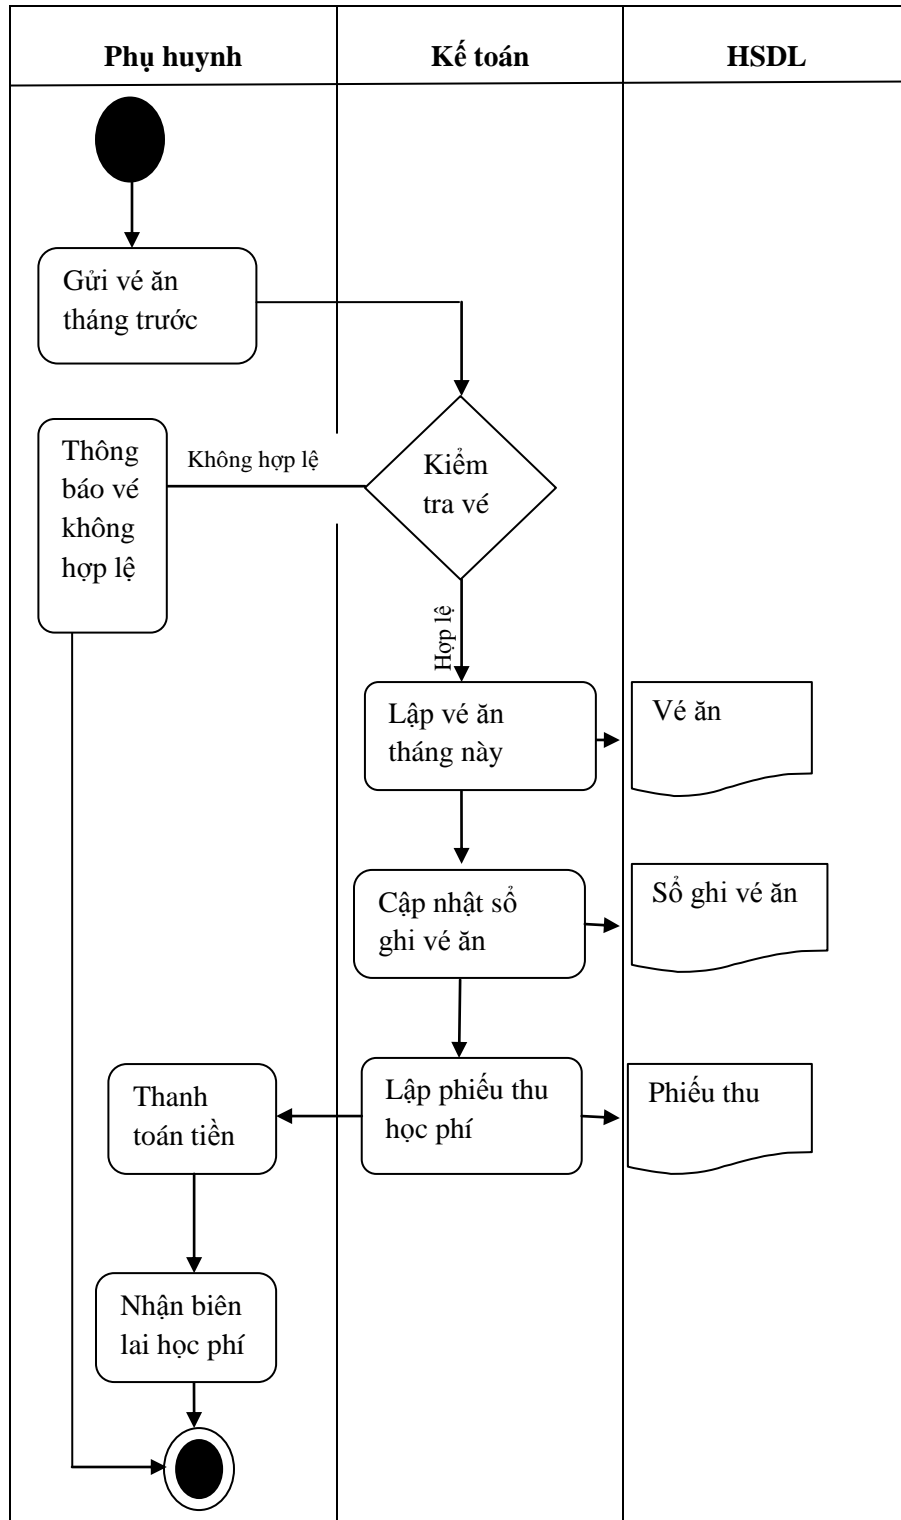 Phụ huynh
Kế toán
HSDL
Gửi vé ăn
tháng trước
Thông
báo vé
không
hợp lệ
Không hợp lệ
Kiểm
tra vé
Hợp lệ
Lập vé ăn
tháng này
Vé ăn
Cập nhật sổ
ghi vé ăn
Sổ ghi vé ăn
Thanh
toán tiền
Lập phiếu thu
học phí
Phiếu thu
Nhận biên
lai học phí